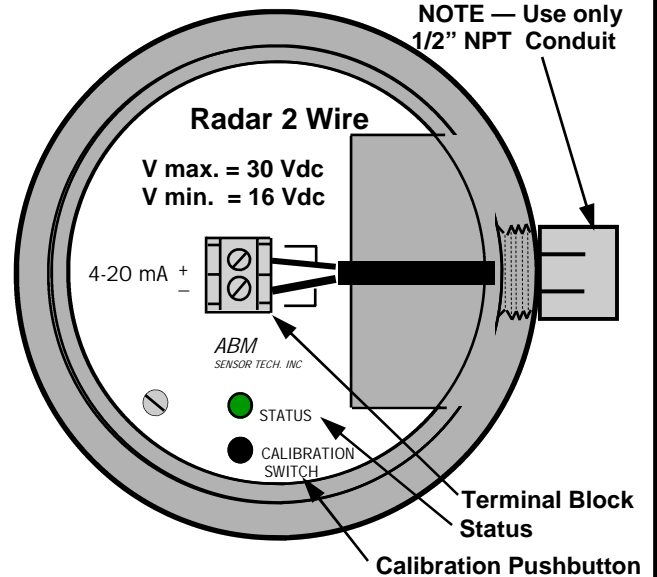 NOTE — Use only
1/2” NPT Conduit
Radar 2 Wire
V max. = 30 Vdc
V min. = 16 Vdc
4-20 mA +
–
ABM
SENSOR TECH. INC
STATUS
CALIBRATION
SWITCH
Terminal Block
Status
Calibration Pushbutton